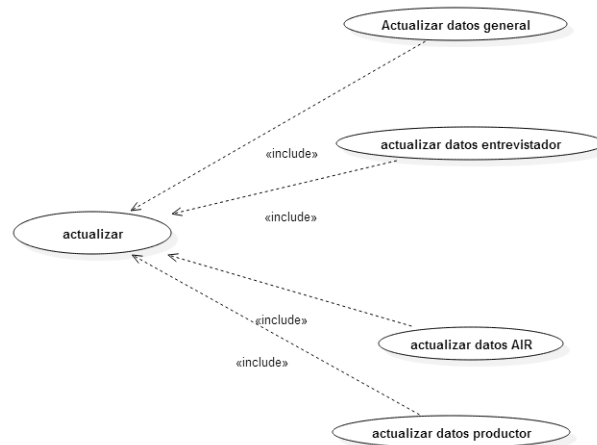 Actualizar datos general
«include»
actualizar datos entrevistador
«include»
actualizar
«include»
actualizar datos AIR
«include»
actualizar datos productor